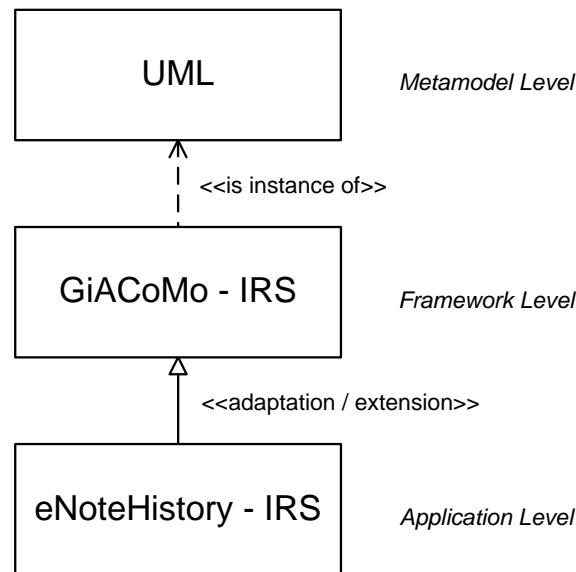 UML
Metamodel Level
<<is instance of>>
GiACoMo - IRS
Framework Level
<<adaptation / extension>>
eNoteHistory - IRS
Application Level